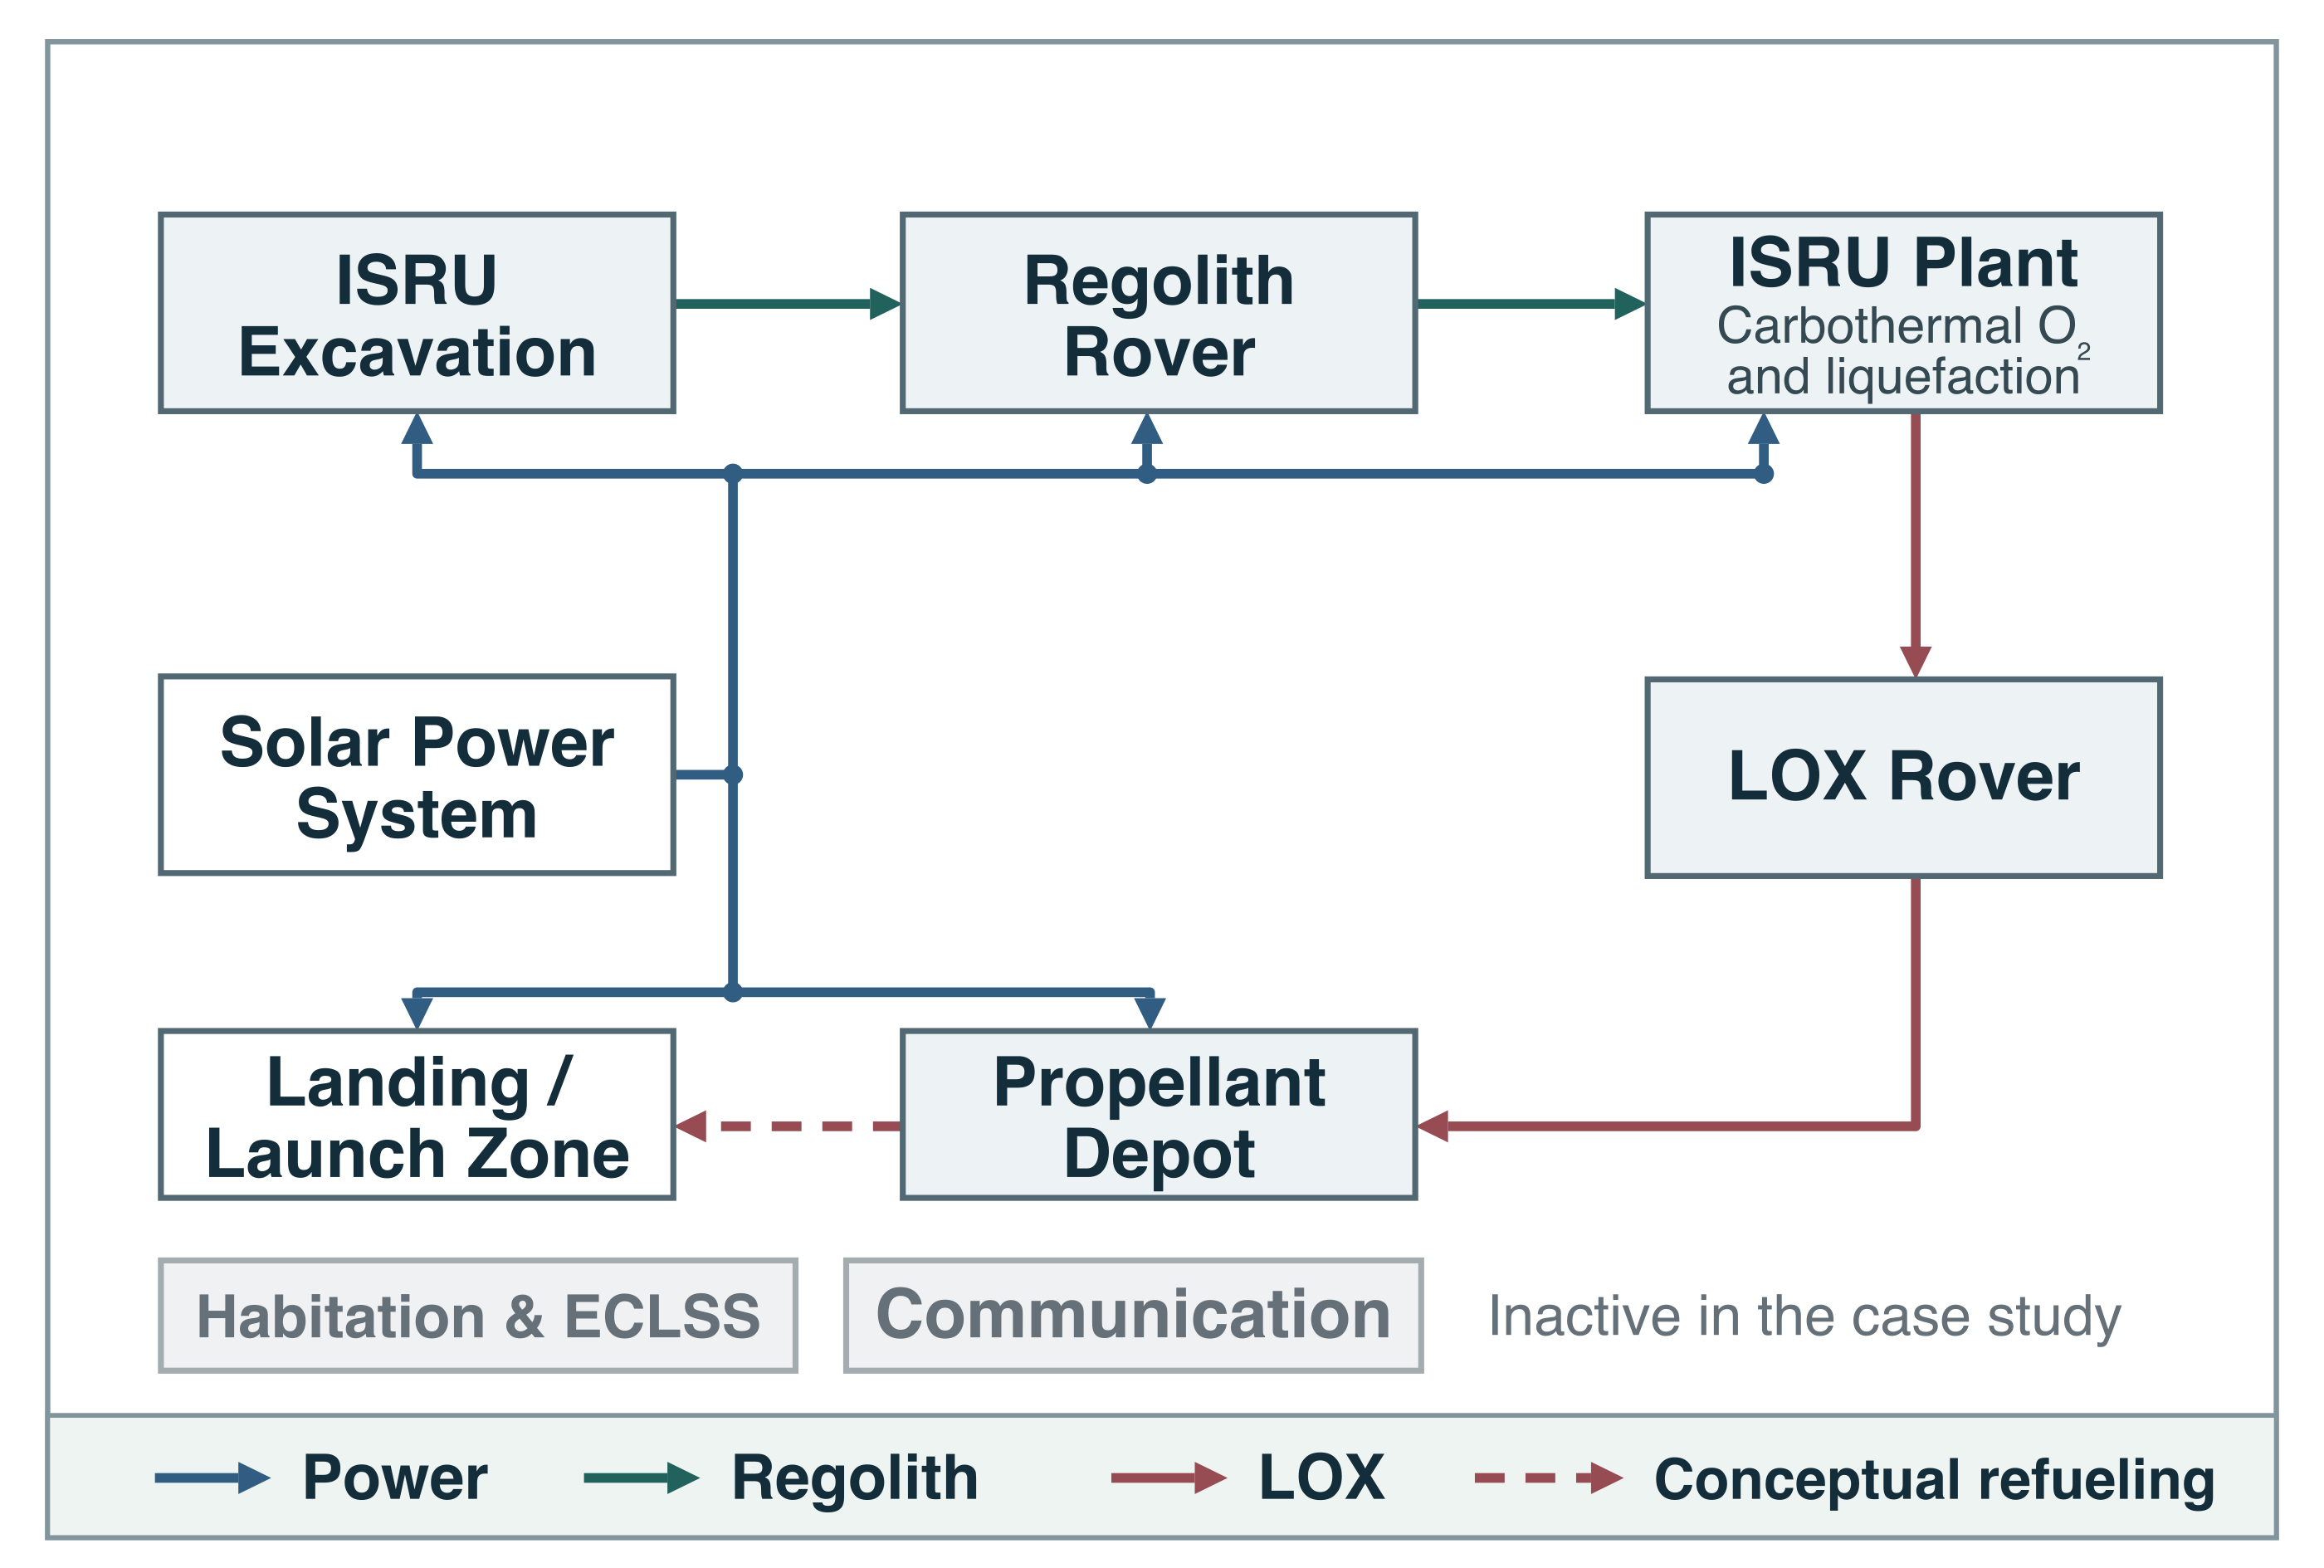 ISRU
Excavation
Regolith
Rover
ISRU Plant
Carbothermal O2
and liquefaction
Solar Power
System
LOX Rover
Landing /
Launch Zone
Propellant
Depot
Habitation & ECLSS
Communication
Inactive in the case study
Power
Regolith
LOX
Conceptual refueling